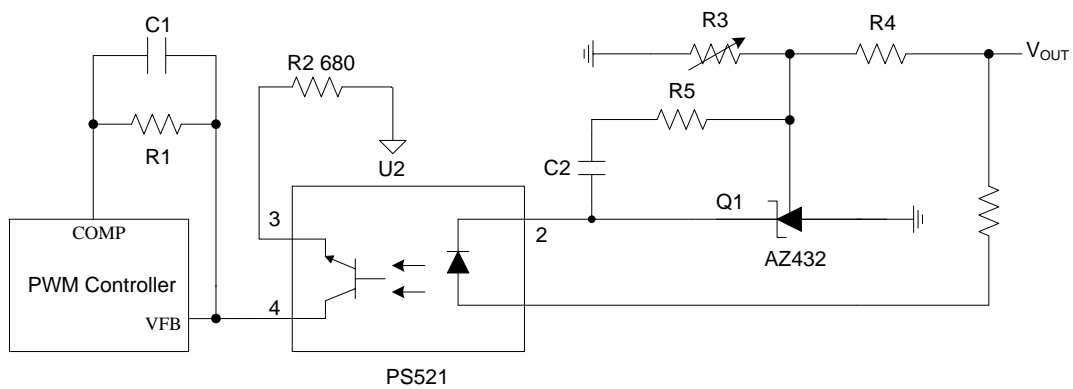 C1
R1
R2 680
U2
R3
R4
VOUT
R5
C2
3
2
Q1
AZ432
COMP
PWM Controller
VFB
4
PS521